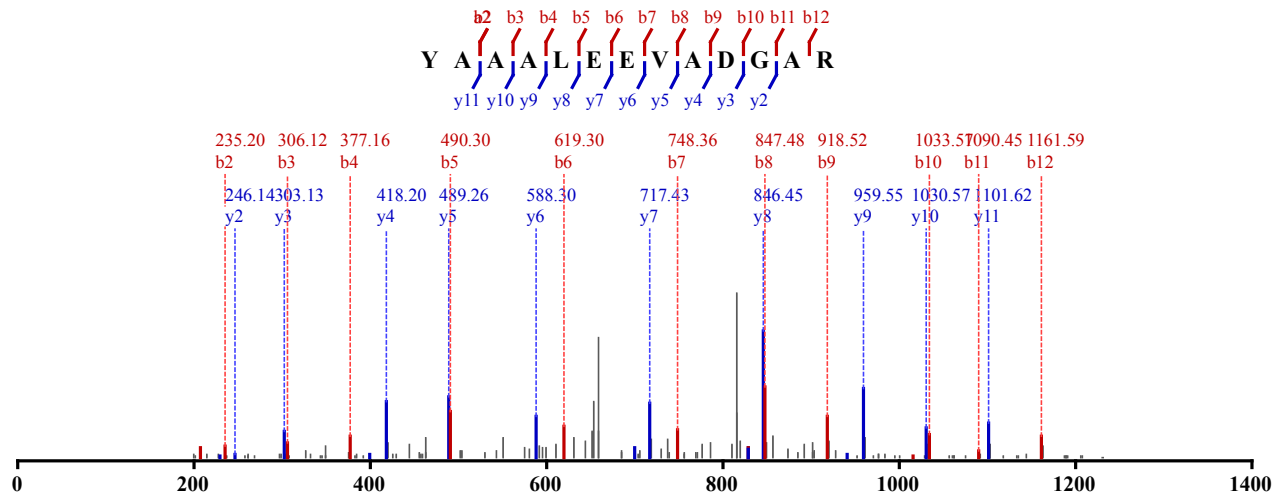 a2 b2 b3 b4 b5 b6 b7 b8 b9 b10 b11 b12
Y A A A L E E V A D G A R
y11 y10 y9 y8 y7 y6 y5 y4 y3 y2
235.20 306.12 377.16 490.30 619.30 748.36 847.48 918.52 1033.57 1090.45 1161.59
b2 b3 b4 b5 b6 b7 b8 b9 b10 b11 b12
246.14 303.13 418.20 489.26 588.30 717.43 846.45 959.55 1030.57 1101.62
y2 y3 y4 y5 y6 y7 y8 y9 y10 y11
0 200 400 600 800 1000 1200 1400